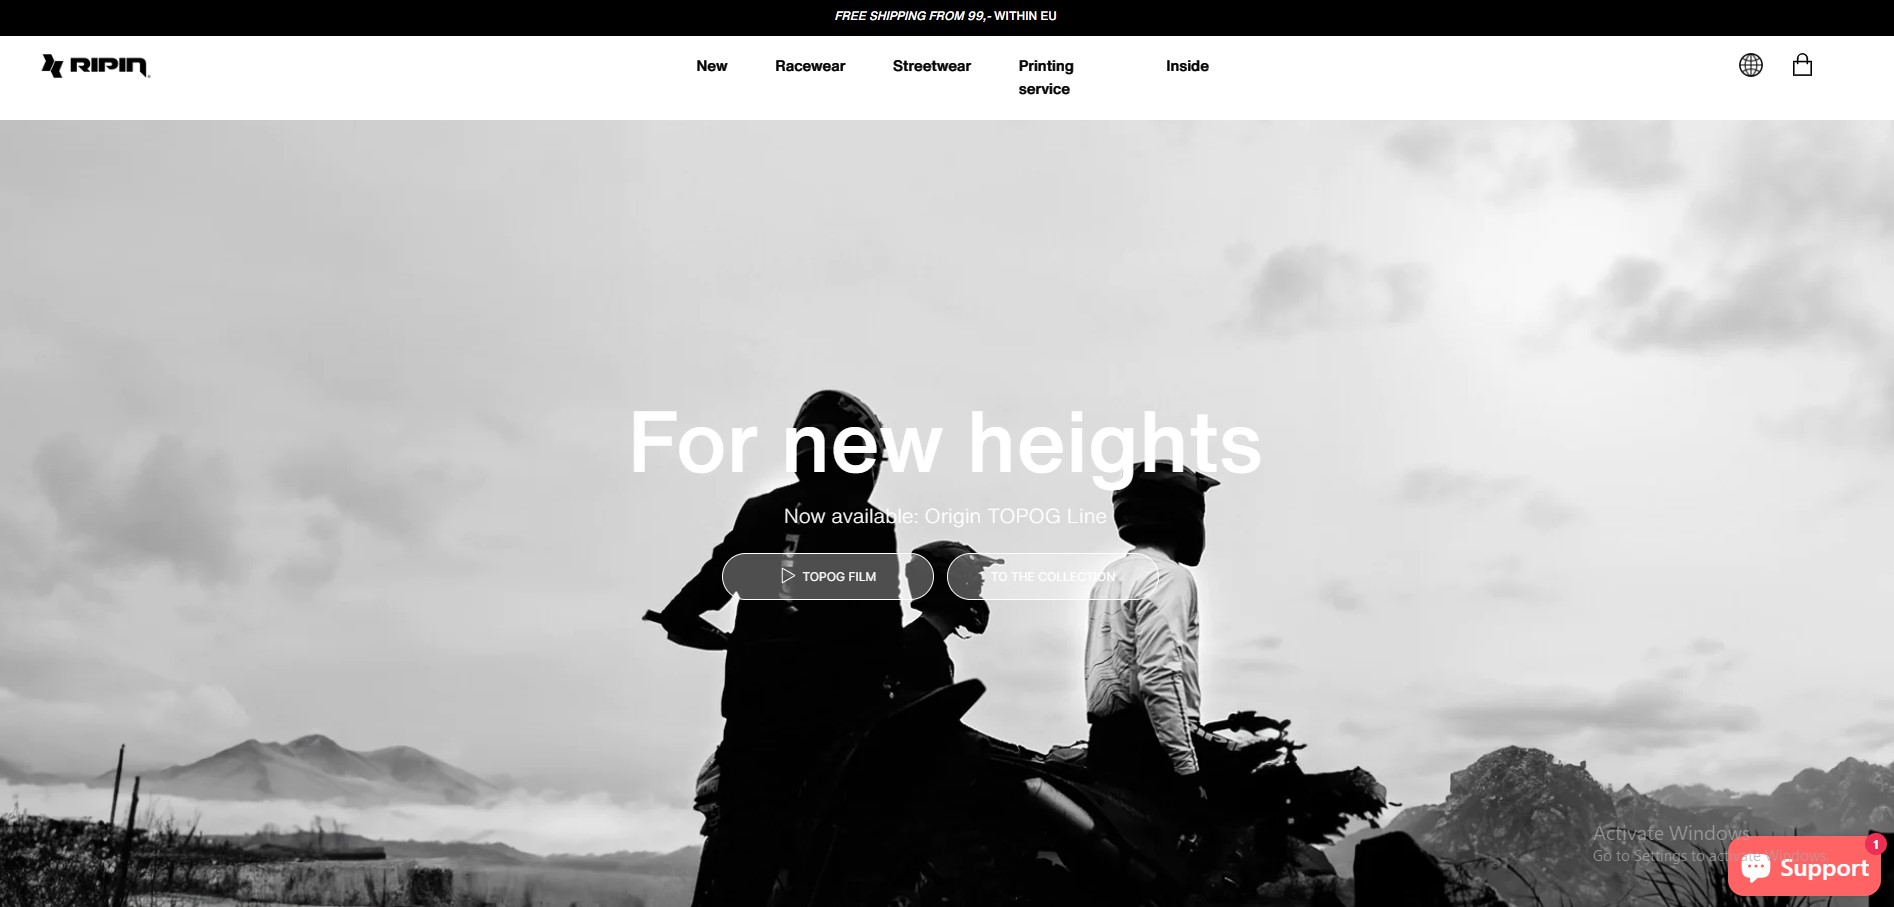 FREE SHIPPING FROM 99,- WITHIN EU
RIPIN
New
Racewear
Streetwear
Printing
service
Inside
For new heights
Now available: Origin TOPOG Line
TOPOG FILM
TO THE COLLECTION
Activate Windows
Go to Settings to activate Windows.
1
Support